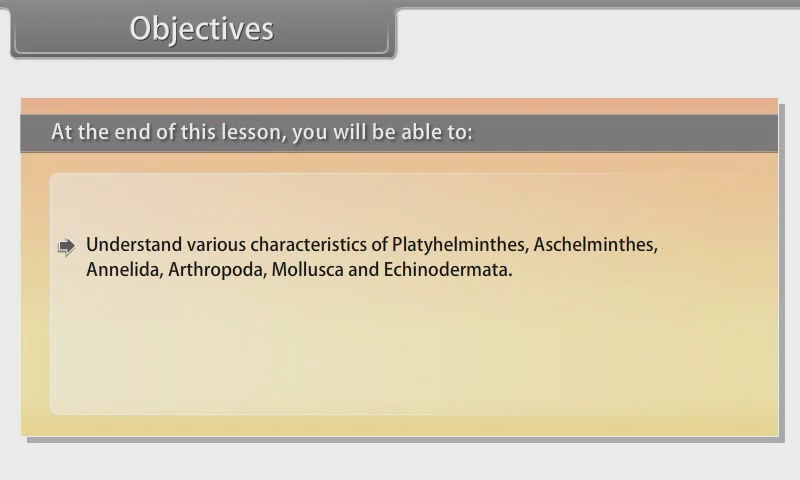 Objectives
At the end of this lesson, you will be able to:
Understand various characteristics of Platyhelminthes, Aschelminthes,
Annelida, Arthropoda, Mollusca and Echinodermata.